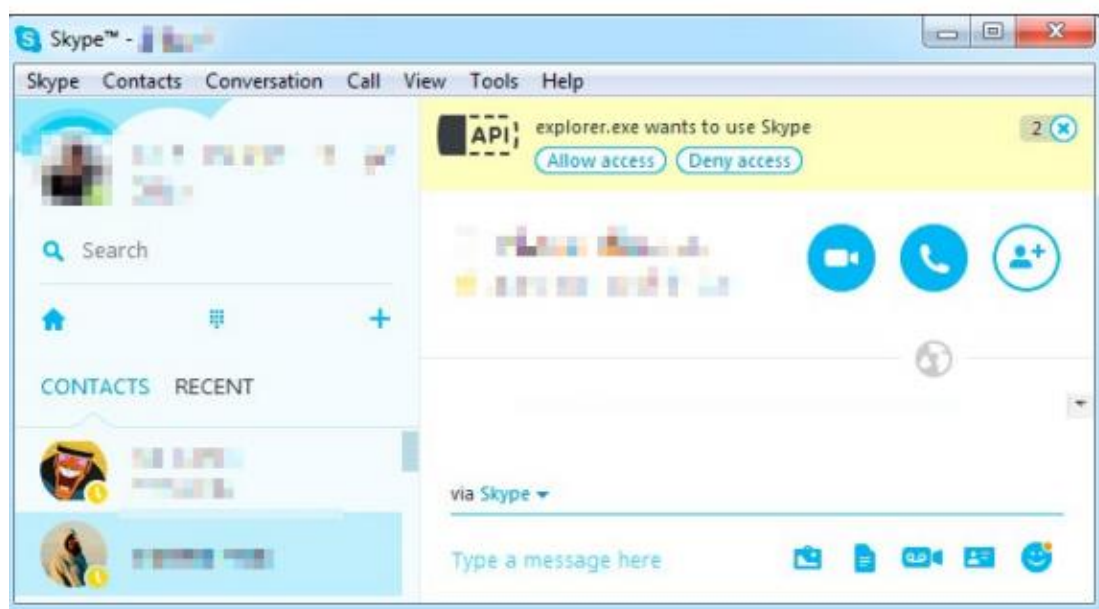 Skype™ -
Skype Contacts Conversation Call View Tools Help
API
explorer.exe wants to use Skype
2
Allow access Deny access
Search
CONTACTS RECENT
via Skype
Type a message here